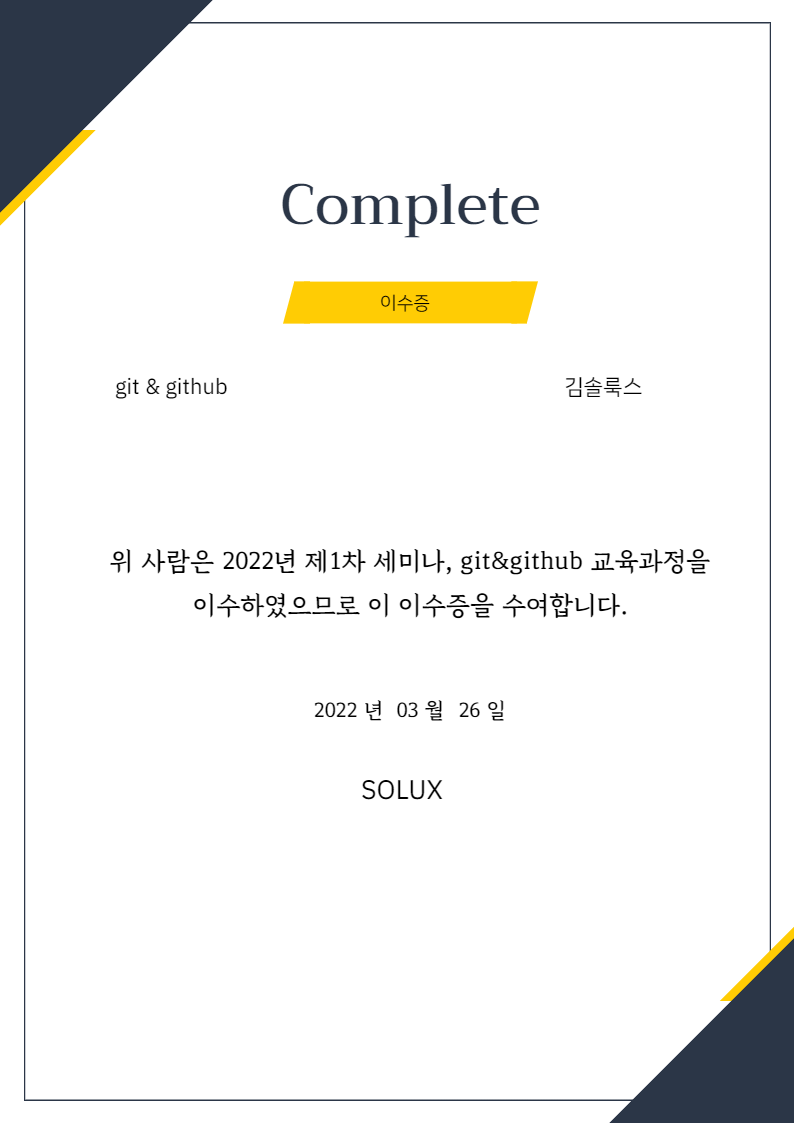 Complete
이수증
git & github 김솔룩스
위 사람은 2022년 제1차 세미나, git&github 교육과정을
이수하였으므로 이 이수증을 수여합니다.
2022 년 03 월 26 일
SOLUX